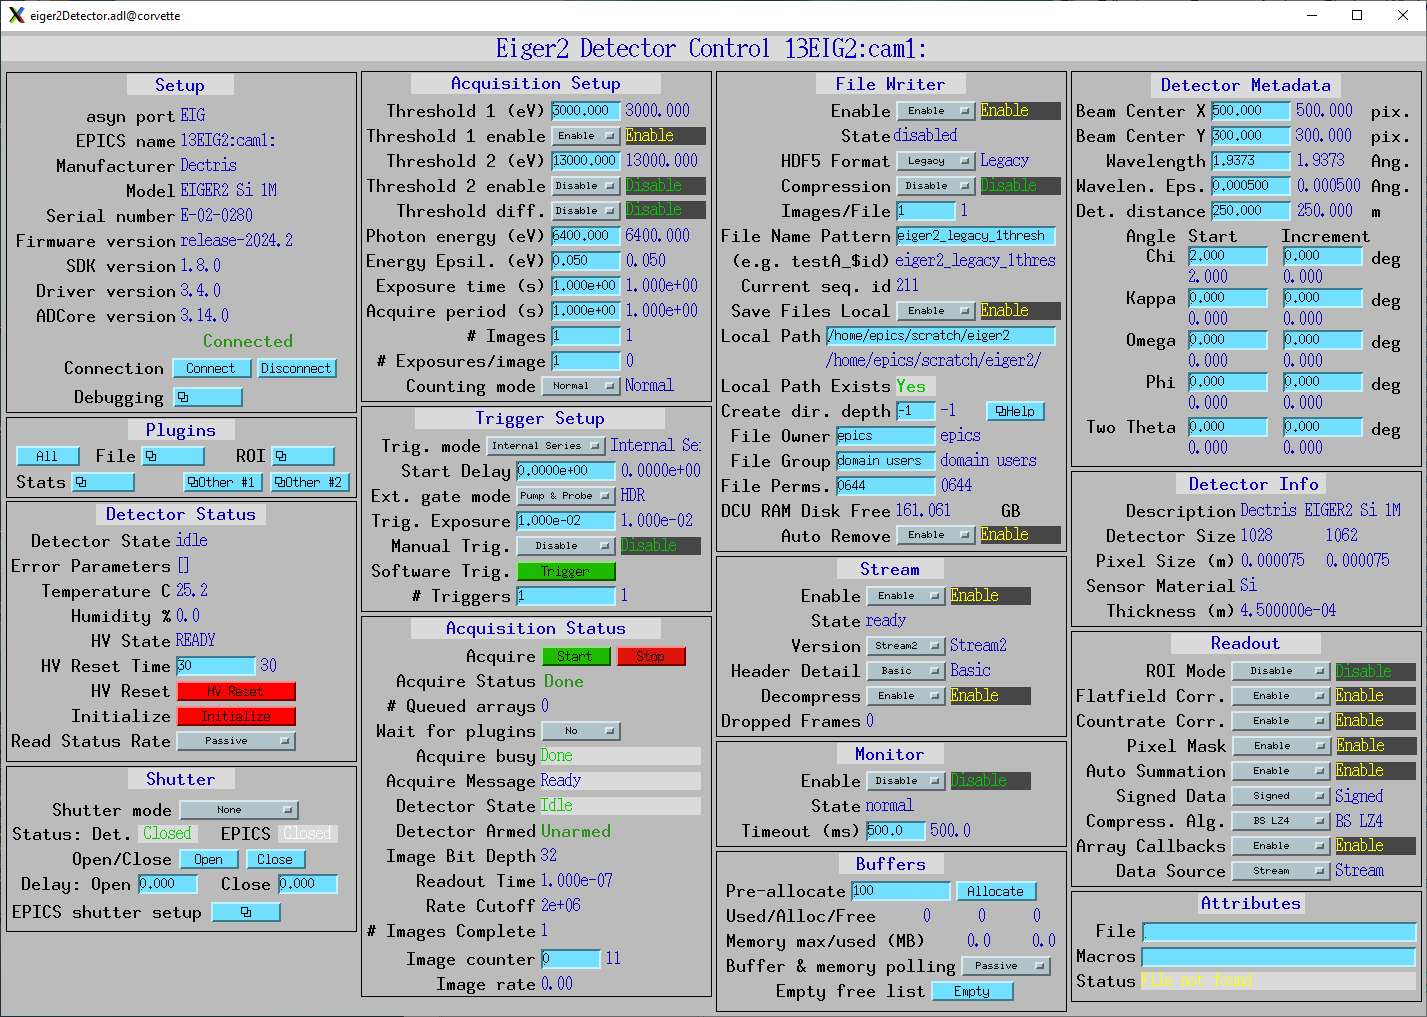 eiger2Detector.adl@corvette
Eiger2 Detector Control 13EIG2:cam1:
Setup
asyn port EIG
EPICS name 13EIG2:cam1:
Manufacturer Dectris
Model EIGER2 Si 1M
Serial number E-02-0280
Firmware version release-2024.2
SDK version 1.8.0
Driver version 3.4.0
ADCore version 3.14.0
Connected
Connection Connect Disconnect
Debugging
Plugins
All File ROI
Stats Other #1 Other #2
Detector Status
Detector State idle
Error Parameters []
Temperature C 25.2
Humidity % 0.0
HV State READY
HV Reset Time 30 30
HV Reset HV Reset
Initialize Initialize
Read Status Rate Passive
Shutter
Shutter mode None
Status: Det. Closed EPICS Closed
Open/Close Open Close
Delay: Open 0.000 Close 0.000
EPICS shutter setup
Acquisition Setup
Threshold 1 (eV) 3000.000 3000.000
Threshold 1 enable Enable Enable
Threshold 2 (eV) 13000.000 13000.000
Threshold 2 enable Disable Disable
Threshold diff. Disable Disable
Photon energy (eV) 6400.000 6400.000
Energy Epsil. (eV) 0.050 0.050
Exposure time (s) 1.000e+00 1.000e+00
Acquire period (s) 1.000e+00 1.000e+00
# Images 1 1
# Exposures/image 1 0
Counting mode Normal Normal
Trigger Setup
Trig. mode Internal Series Internal Se
Start Delay 0.0000e+00 0.0000e+00
Ext. gate mode Pump & Probe HDR
Trig. Exposure 1.000e-02 1.000e-02
Manual Trig. Disable Disable
Software Trig. Trigger
# Triggers 1 1
Acquisition Status
Acquire Start Stop
Acquire Status Done
# Queued arrays 0
Wait for plugins No
Acquire busy Done
Acquire Message Ready
Detector State Idle
Detector Armed Unarmed
Image Bit Depth 32
Readout Time 1.000e-07
Rate Cutoff 2e+06
# Images Complete 1
Image counter 0 11
Image rate 0.00
File Writer
Enable Enable Enable
State disabled
HDF5 Format Legacy Legacy
Compression Disable Disable
Images/File 1 1
File Name Pattern eiger2_legacy_1thresh
(e.g. testA_$id) eiger2_legacy_1thres
Current seq. id 211
Save Files Local Enable Enable
Local Path /home/epics/scratch/eiger2
/home/epics/scratch/eiger2/
Local Path Exists Yes
Create dir. depth -1 -1 Help
File Owner epics epics
File Group domain users domain users
File Perms. 0644 0644
DCU RAM Disk Free 161.061 GB
Auto Remove Enable Enable
Stream
Enable Enable Enable
State ready
Version Stream2 Stream2
Header Detail Basic Basic
Decompress Enable Enable
Dropped Frames 0
Monitor
Enable Disable Disable
State normal
Timeout (ms) 500.0 500.0
Buffers
Pre-allocate 100 Allocate
Used/Alloc/Free 0 0 0
Memory max/used (MB) 0.0 0.0
Buffer & memory polling Passive
Empty free list Empty
Detector Metadata
Beam Center X 500.000 500.000 pix.
Beam Center Y 300.000 300.000 pix.
Wavelength 1.9373 1.9373 Ang.
Wavelen. Eps. 0.000500 0.000500 Ang.
Det. distance 250.000 250.000 m
Angle Start Increment
Chi 2.000 0.000 deg
2.000 0.000
Kappa 0.000 0.000 deg
0.000 0.000
Omega 0.000 0.000 deg
0.000 0.000
Phi 0.000 0.000 deg
0.000 0.000
Two Theta 0.000 0.000 deg
0.000 0.000
Detector Info
Description Dectris EIGER2 Si 1M
Detector Size 1028 1062
Pixel Size (m) 0.000075 0.000075
Sensor Material Si
Thickness (m) 4.500000e-04
Readout
ROI Mode Disable Disable
Flatfield Corr. Enable Enable
Countrate Corr. Enable Enable
Pixel Mask Enable Enable
Auto Summation Enable Enable
Signed Data Signed Signed
Compress. Alg. BS LZ4 BS LZ4
Array Callbacks Enable Enable
Data Source Stream Stream
Attributes
File
Macros
Status File not found